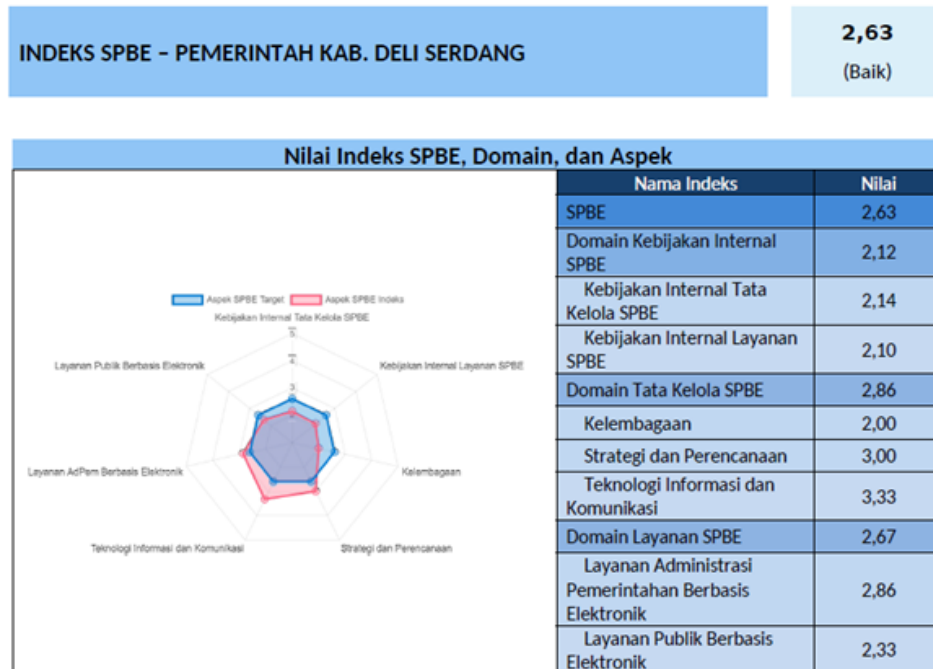 INDEKS SPBE – PEMERINTAH KAB. DELI SERDANG
2,63
(Baik)
Nilai Indeks SPBE, Domain, dan Aspek
Aspek SPBE Target
Aspek SPBE Indeks
Kebijakan Internal Tata Kelola SPBE
5
4
3
Layanan Publik Berbasis Elektronik
Kebijakan Internal Layanan SPBE
Layanan AdPem Berbasis Elektronik
Kelembagaan
Teknologi Informasi dan Komunikasi
Strategi dan Perencanaan
Nama Indeks
Nilai
SPBE
2,63
Domain Kebijakan Internal
SPBE
2,12
Kebijakan Internal Tata
Kelola SPBE
2,14
Kebijakan Internal Layanan
SPBE
2,10
Domain Tata Kelola SPBE
2,86
Kelembagaan
2,00
Strategi dan Perencanaan
3,00
Teknologi Informasi dan
Komunikasi
3,33
Domain Layanan SPBE
2,67
Layanan Administrasi
Pemerintahan Berbasis
Elektronik
2,86
Layanan Publik Berbasis
Elektronik
2,33